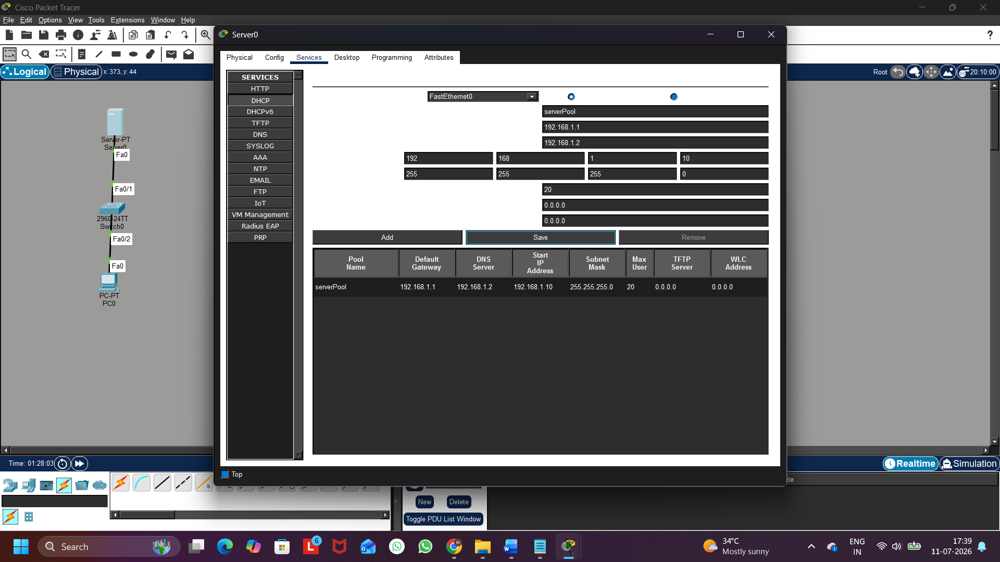 Cisco Packet Tracer
File Edit Options View Tools Extensions Window Help
Server0
Physical Config Services Desktop Programming Attributes
Logical Physical x: 373, y: 44
Root 20:10:00
SERVICES
HTTP
DHCP
DHCPv6
TFTP
DNS
SYSLOG
AAA
NTP
EMAIL
FTP
IoT
VM Management
Radius EAP
PRP
FastEthernet0
serverPool
192.168.1.1
192.168.1.2
192 168 1 10
255 255 255 0
20
0.0.0.0
0.0.0.0
Add Save Remove
Pool Name Default Gateway DNS Server Start IP Address Subnet Mask Max User TFTP Server WLC Address
serverPool 192.168.1.1 192.168.1.2 192.168.1.10 255.255.255.0 20 0.0.0.0 0.0.0.0
Top
Server-PT
Server0
Fa0
Fa0/1
2960-24TT
Switch0
Fa0/2
Fa0
PC-PT
PC0
Time: 01:28:03
Realtime Simulation
New Delete
Toggle PDU List Window
Search
6
34°C
Mostly sunny
ENG
IN
17:39
11-07-2026